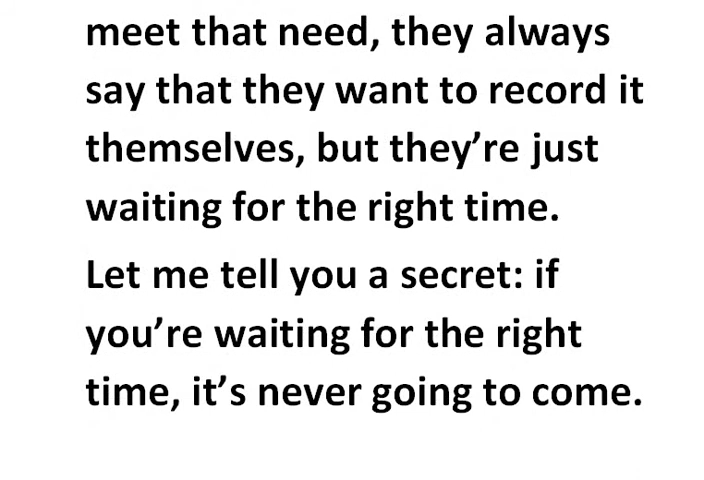 meet that need, they always
say that they want to record it
themselves, but they’re just
waiting for the right time.
Let me tell you a secret: if
you’re waiting for the right
time, it’s never going to come.